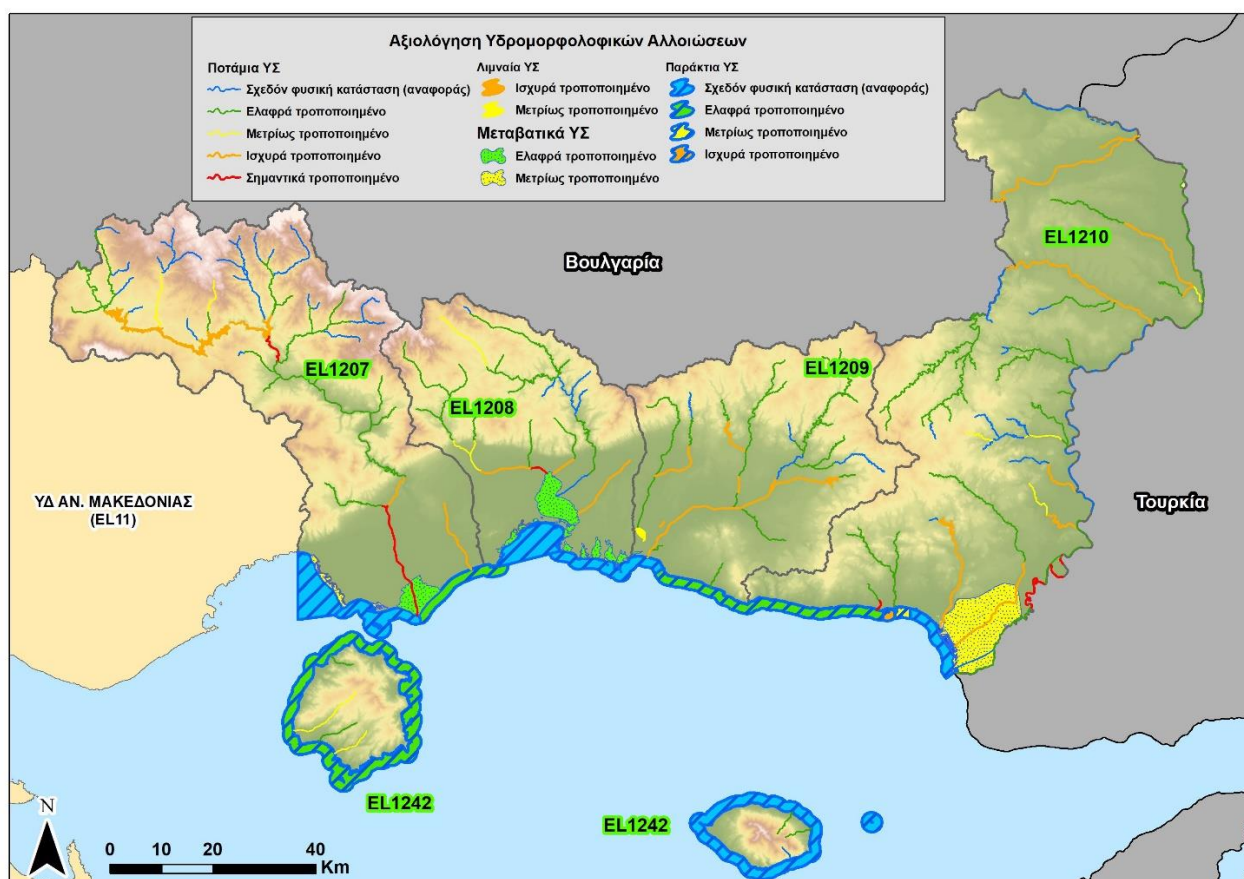 Αξιολόγηση Υδρομορφολοφικών Αλλοιώσεων
Ποτάμια ΥΣ
Σχεδόν φυσική κατάσταση (αναφοράς)
Ελαφρά τροποποιημένο
Μετρίως τροποποιημένο
Ισχυρά τροποποιημένο
Σημαντικά τροποποιημένο
Λιμναία ΥΣ
Ισχυρά τροποποιημένο
Μετρίως τροποποιημένο
Μεταβατικά ΥΣ
Ελαφρά τροποποιημένο
Μετρίως τροποποιημένο
Παράκτια ΥΣ
Σχεδόν φυσική κατάσταση (αναφοράς)
Ελαφρά τροποποιημένο
Μετρίως τροποποιημένο
Ισχυρά τροποποιημένο
EL1210
Βουλγαρία
EL1207
EL1209
EL1208
ΥΔ ΑΝ. ΜΑΚΕΔΟΝΙΑΣ
(EL11)
Τουρκία
EL1242
EL1242
N
0 10 20 40
Km